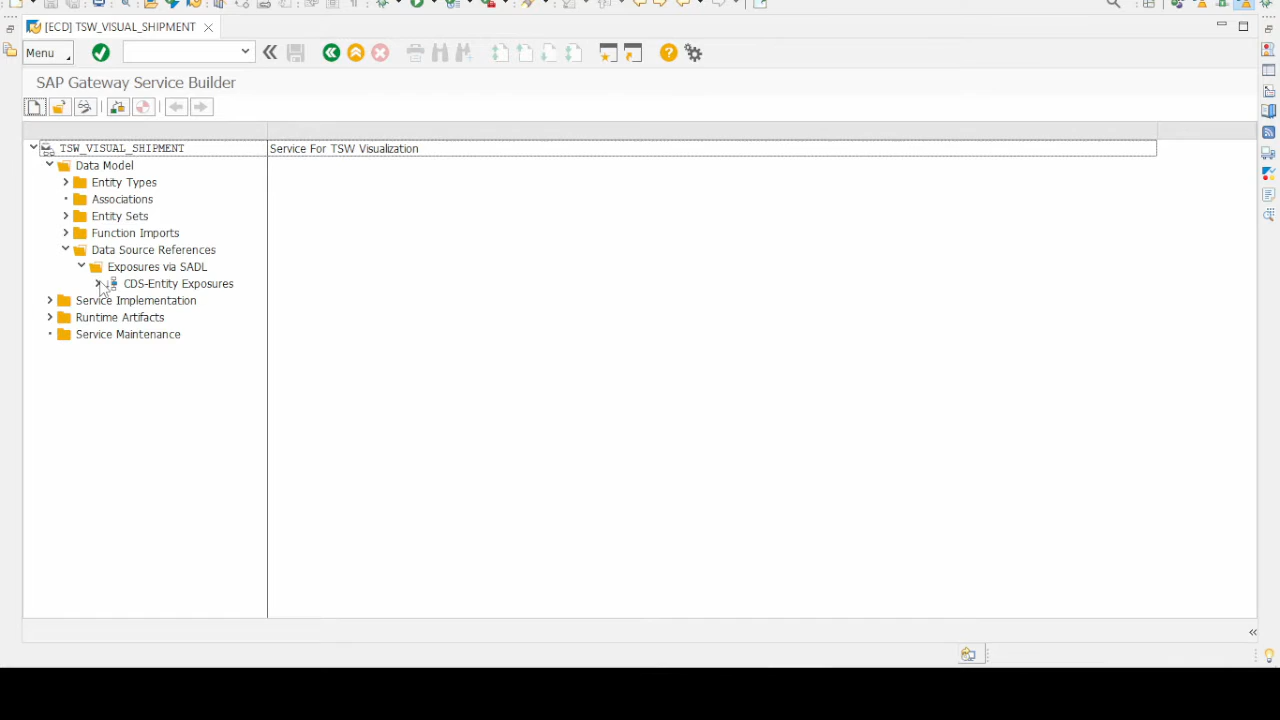 [ECD] TSW_VISUAL_SHIPMENT
Menu
SAP Gateway Service Builder
TSW_VISUAL_SHIPMENT Service For TSW Visualization
Data Model
Entity Types
Associations
Entity Sets
Function Imports
Data Source References
Exposures via SADL
CDS-Entity Exposures
Service Implementation
Runtime Artifacts
Service Maintenance